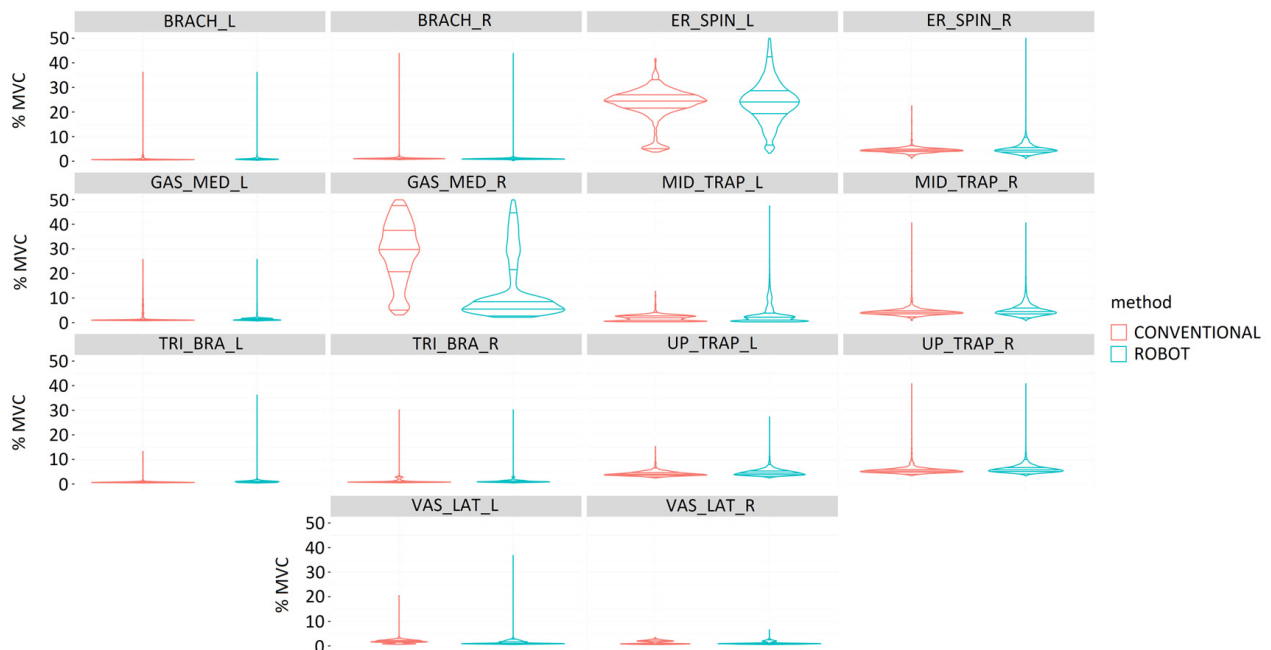 BRACH_L BRACH_R ER_SPIN_L ER_SPIN_R
% MVC
50
40
30
20
10
0
GAS_MED_L GAS_MED_R MID_TRAP_L MID_TRAP_R
% MVC
50
40
30
20
10
0
method
CONVENTIONAL
ROBOT
TRI_BRA_L TRI_BRA_R UP_TRAP_L UP_TRAP_R
% MVC
50
40
30
20
10
0
VAS_LAT_L VAS_LAT_R
% MVC
50
40
30
20
10
0